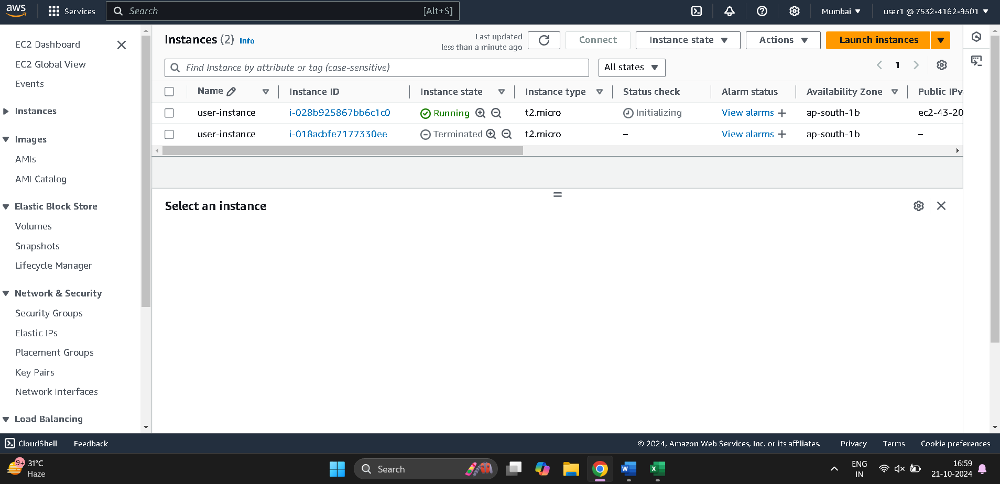 aws
Services
Search [Alt+S]
Mumbai
user1 @ 7532-4162-9501
EC2 Dashboard
EC2 Global View
Events
Instances
Images
AMIs
AMI Catalog
Elastic Block Store
Volumes
Snapshots
Lifecycle Manager
Network & Security
Security Groups
Elastic IPs
Placement Groups
Key Pairs
Network Interfaces
Load Balancing
Instances (2) Info
Last updated
less than a minute ago
Connect
Instance state
Actions
Launch instances
Find Instance by attribute or tag (case-sensitive)
All states
1
Name Instance ID Instance state Instance type Status check Alarm status Availability Zone Public IPv
user-instance i-028b925867bb6c1c0 Running t2.micro Initializing View alarms + ap-south-1b ec2-43-20
user-instance i-018acbfe7177330ee Terminated t2.micro – View alarms + ap-south-1b –
Select an instance
CloudShell Feedback © 2024, Amazon Web Services, Inc. or its affiliates. Privacy Terms Cookie preferences
9+
31°C
Haze
Search
ENG
IN
16:59
21-10-2024